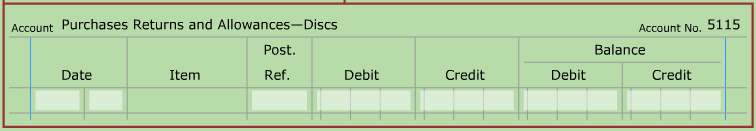 Account Purchases Returns and Allowances—Discs Account No. 5115
Post. Balance
Date Item Ref. Debit Credit Debit Credit